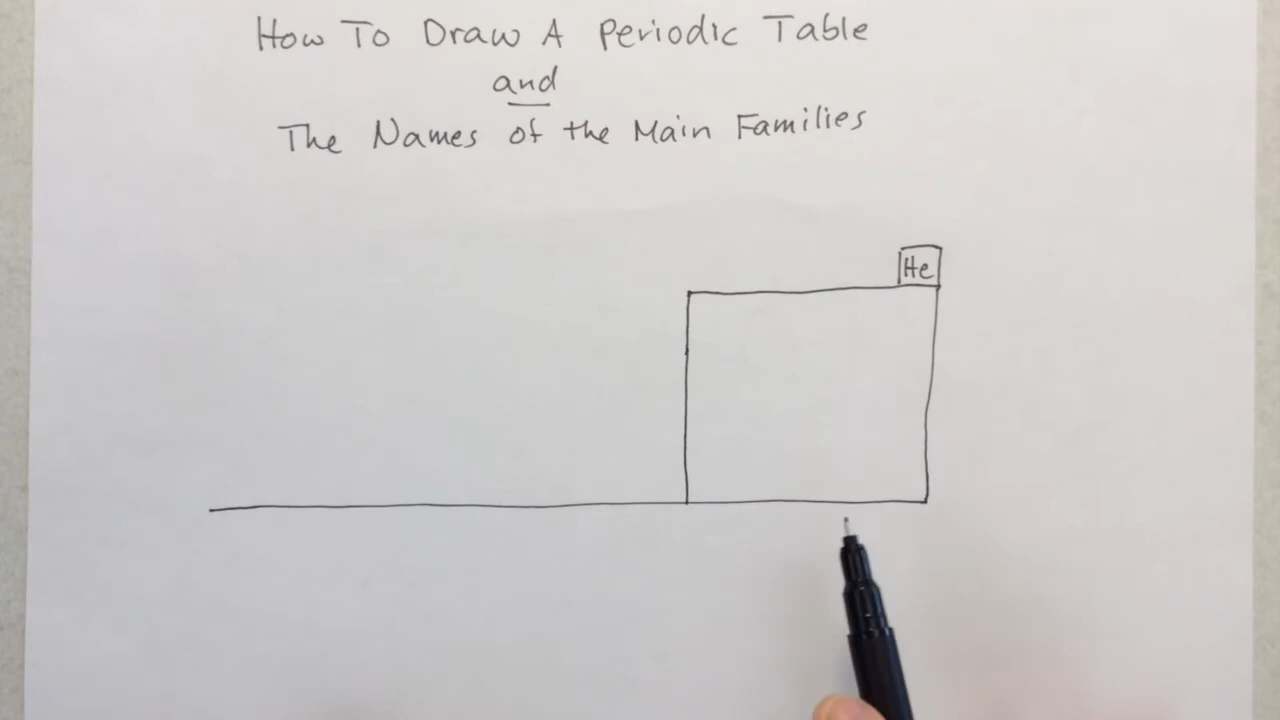 How To Draw A Periodic Table
and
The Names of the Main Families
He